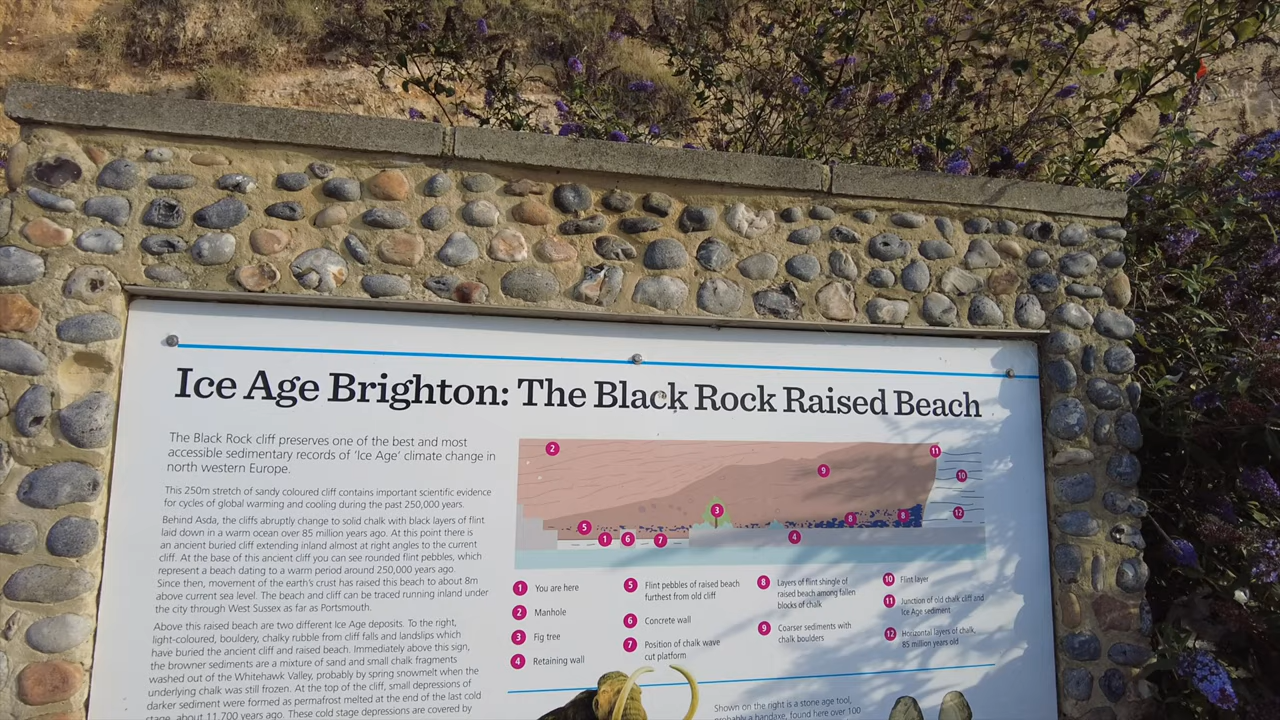 Ice Age Brighton: The Black Rock Raised Beach
The Black Rock cliff preserves one of the best and most
accessible sedimentary records of 'Ice Age' climate change in
north western Europe.
This 250m stretch of sandy coloured cliff contains important scientific evidence
for cycles of global warming and cooling during the past 250,000 years.
Behind Asda, the cliffs abruptly change to solid chalk with black layers of flint
laid down in a warm ocean over 85 million years ago. At this point there is
an ancient buried cliff extending inland almost at right angles to the current
cliff. At the base of this ancient cliff you can see rounded flint pebbles, which
represent a beach dating to a warm period around 250,000 years ago.
Since then, movement of the earth's crust has raised this beach to about 8m
above current sea level. The beach and cliff can be traced running inland under
the city through West Sussex as far as Portsmouth.
Above this raised beach are two different Ice Age deposits. To the right,
light-coloured, bouldery, chalky rubble from cliff falls and landslips which
have buried the ancient cliff and raised beach. Immediately above this sign,
the browner sediments are a mixture of sand and small chalk fragments
washed out of the Whitehawk Valley, probably by spring snowmelt when the
underlying chalk was still frozen. At the top of the cliff, small depressions of
darker sediment were formed as permafrost melted at the end of the last cold
stage, about 11,700 years ago. These cold stage depressions are covered by
2
11
9
10
3
12
8
8
5
1
6
7
4
1 You are here
2 Manhole
3 Fig tree
4 Retaining wall
5 Flint pebbles of raised beach
furthest from old cliff
6 Concrete wall
7 Position of chalk wave
cut platform
8 Layers of flint shingle of
raised beach among fallen
blocks of chalk
9 Coarser sediments with
chalk boulders
10 Flint layer
11 Junction of old chalk cliff and
Ice Age sediment
12 Horizontal layers of chalk,
85 million years old
Shown on the right is a stone age tool,
probably a handaxe, found here over 100